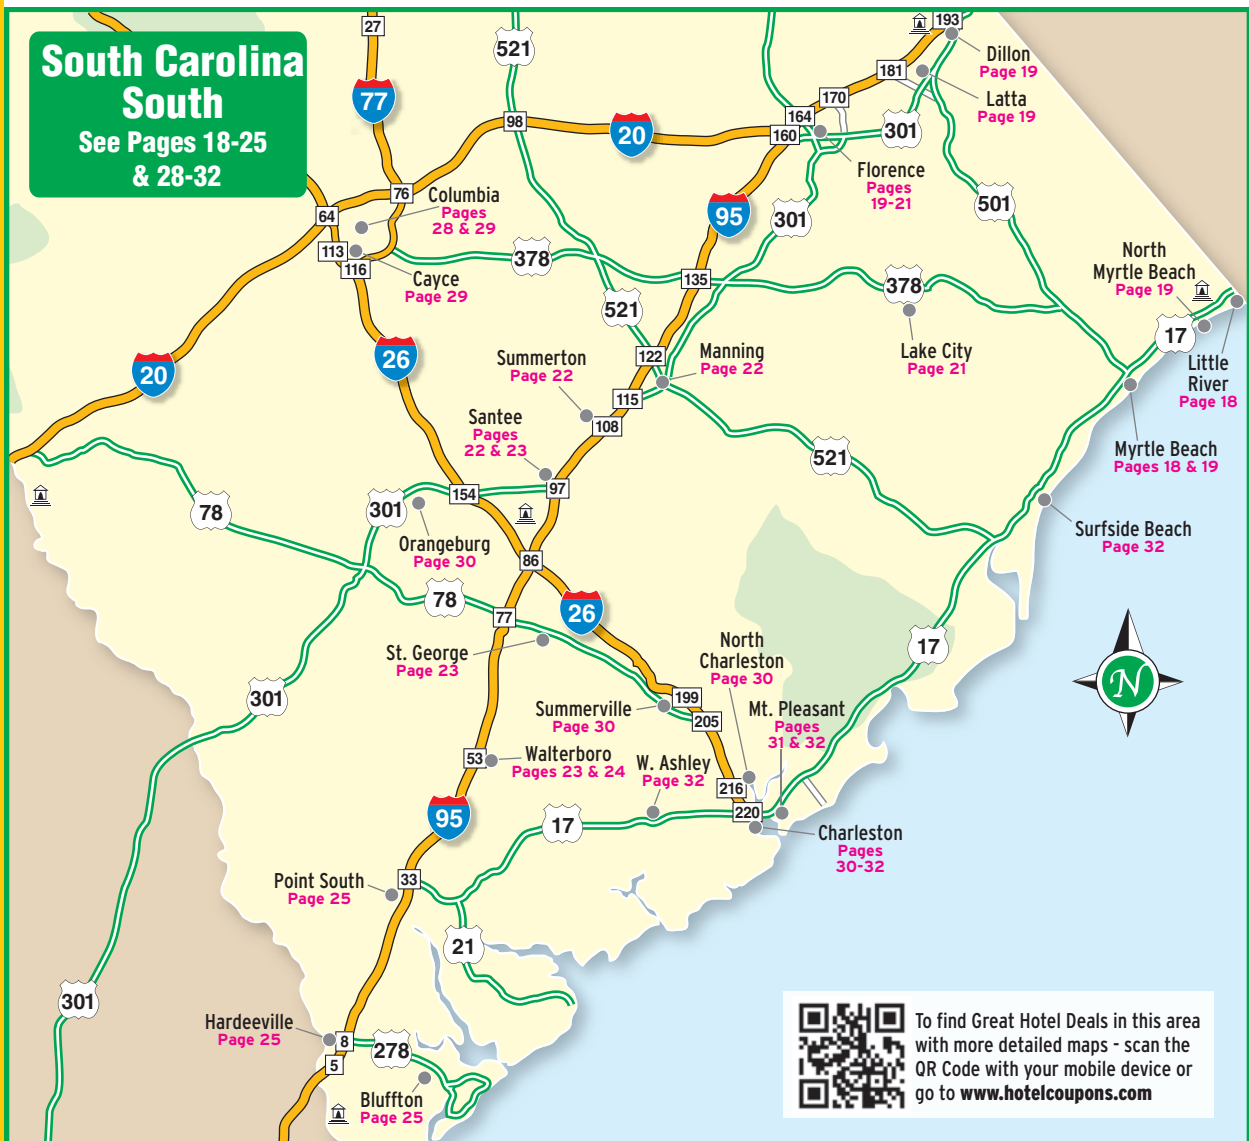 South Carolina
South
See Pages 18-25
& 28-32
27
77
521
98
20
193
Dillon
Page 19
181
Latta
Page 19
170
164
160
301
Florence
Pages
19-21
95
301
501
76
64
Columbia
Pages
28 & 29
113
116
Cayce
Page 29
378
135
378
Lake City
Page 21
North
Myrtle Beach
Page 19
17
Little
River
Page 18
521
122
Manning
Page 22
20
26
Summerton
Page 22
115
108
Santee
Pages
22 & 23
97
Myrtle Beach
Pages 18 & 19
521
Surfside Beach
Page 32
78
301
154
Orangeburg
Page 30
86
78
77
26
St. George
Page 23
17
N
North
Charleston
Page 30
301
199
205
Summerville
Page 30
Mt. Pleasant
Pages
31 & 32
53
Walterboro
Pages 23 & 24
W. Ashley
Page 32
216
220
95
17
Charleston
Pages
30-32
Point South
Page 25
33
21
301
Hardeeville
Page 25
8
278
5
Bluffton
Page 25
To find Great Hotel Deals in this area
with more detailed maps - scan the
QR Code with your mobile device or
go to www.hotelcoupons.com